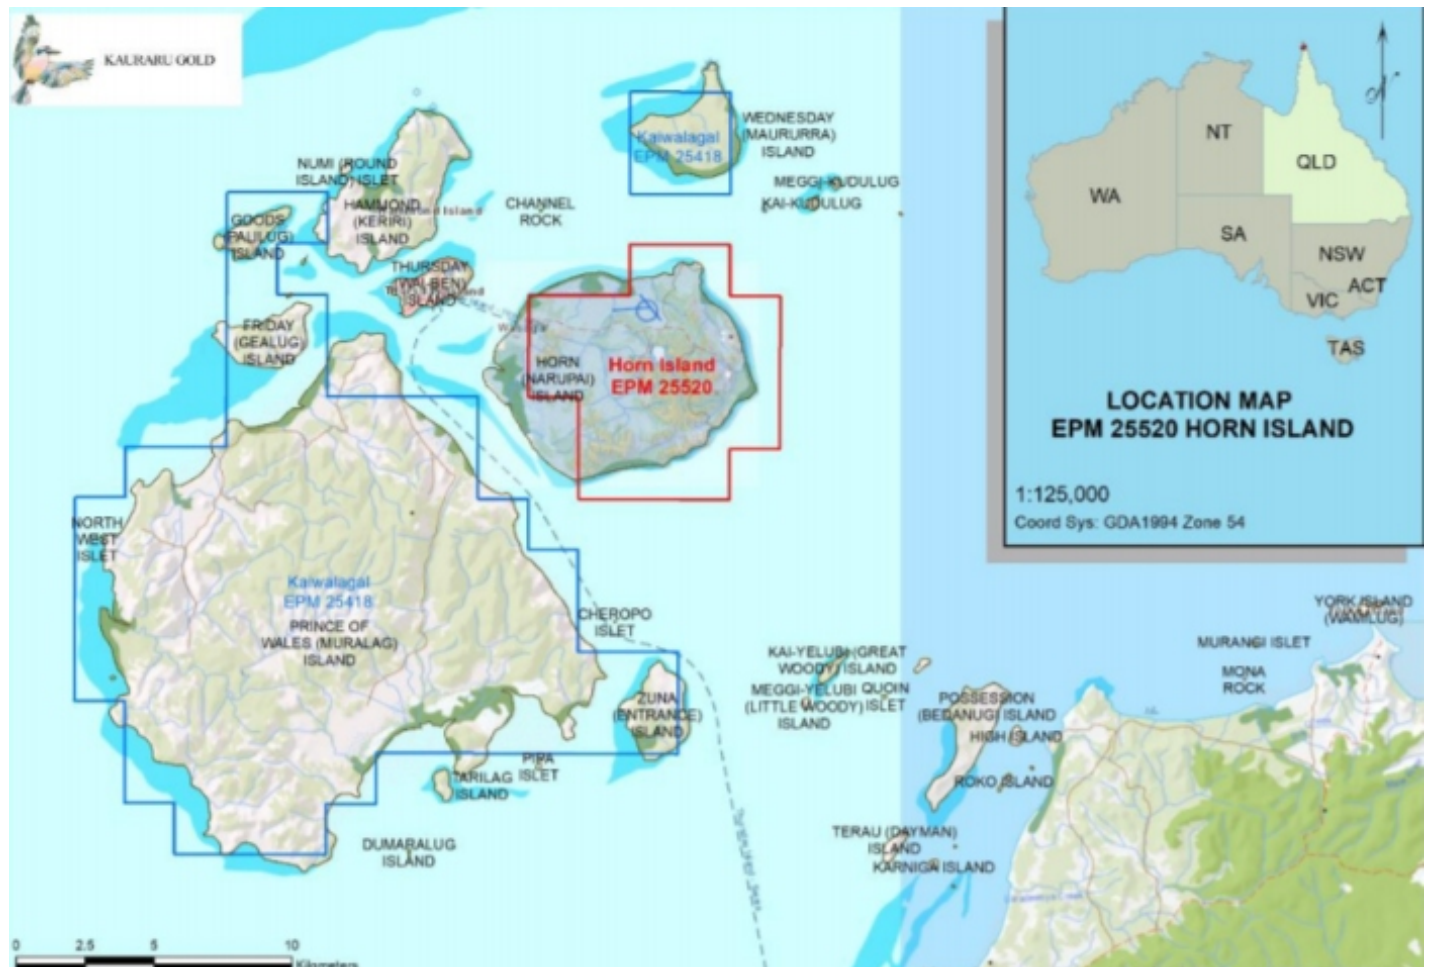 KAURARU GOLD
WEDNESDAY
(MAURURRA)
ISLAND
Kaiwalagal
EPM 25418
MEGGI-KUDULUG
KAI-KUDULUG
NUMI (ROUND
ISLAND) ISLET
HAMMOND
(KERIRI)
ISLAND
CHANNEL
ROCK
GOODS
(PALILUG)
ISLAND
THURSDAY
(WAI-BEN)
ISLAND
FRIDAY
(GEALUG)
ISLAND
HORN
(NARUPAI)
ISLAND
Horn Island
EPM 25520
NORTH
WEST
ISLET
Kaiwalagal
EPM 25418
PRINCE OF
WALES (MURALAG)
ISLAND
CHEROPO
ISLET
ZUNA
(ENTRANCE)
ISLAND
PIPA
ISLET
TARILAG
ISLAND
DUMARALUG
ISLAND
KAI-YELUBI (GREAT
WOODY) ISLAND
MEGGI-YELUBI
(LITTLE WOODY)
ISLAND
QUOIN
ISLET
POSSESSION
(BEDANUG) ISLAND
HIGH ISLAND
ROKO ISLAND
TERAU (DAYMAN)
ISLAND
KARNIGA ISLAND
YORK ISLAND
(WAMILUG)
MURANGI ISLET
MONA
ROCK
WA
NT
QLD
SA
NSW
ACT
VIC
TAS
LOCATION MAP
EPM 25520 HORN ISLAND
1:125,000
Coord Sys: GDA1994 Zone 54
0 2.5 5 10
Kilometers